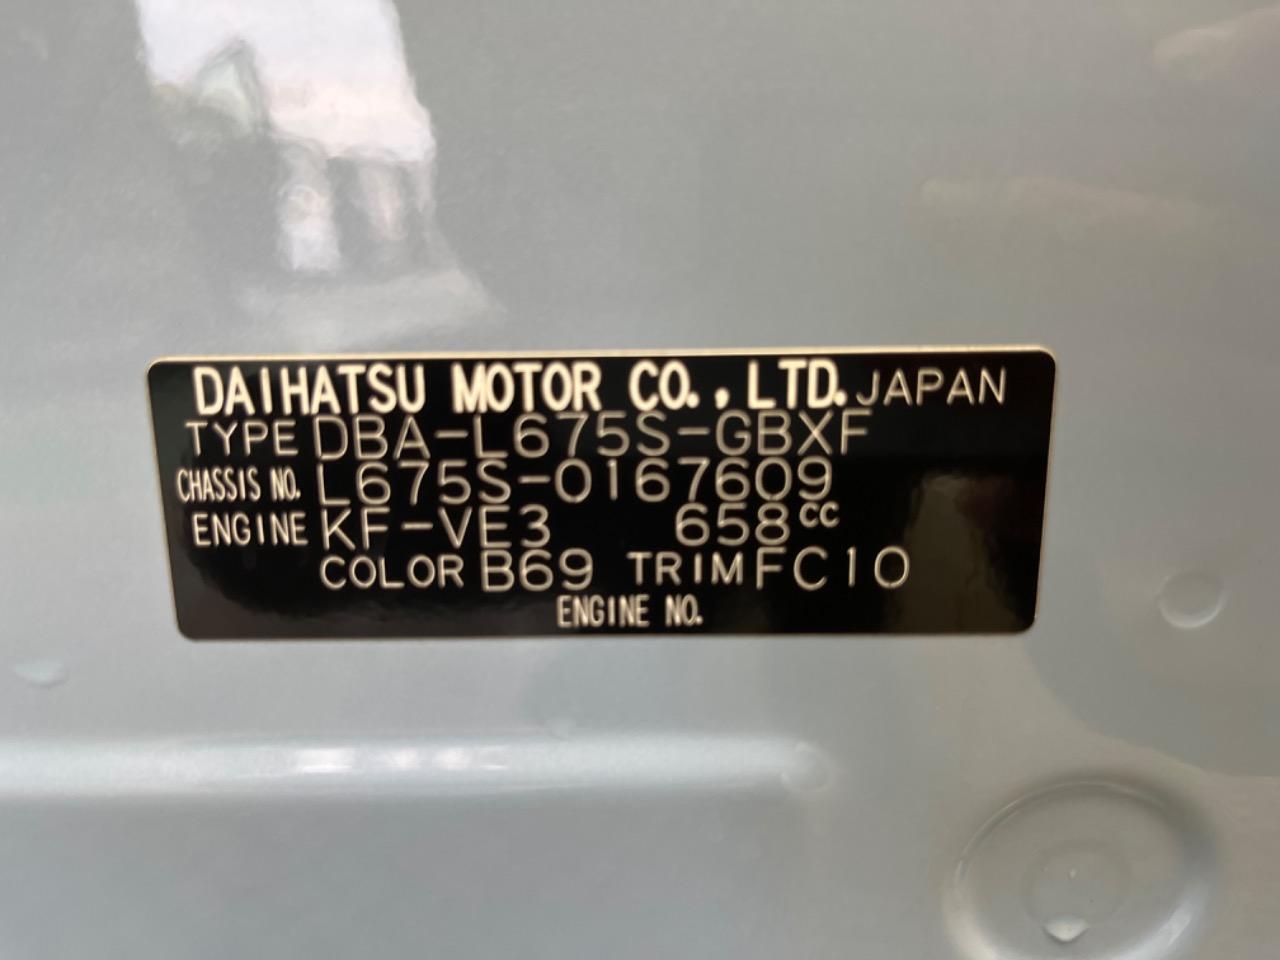 DAIHATSU MOTOR CO., LTD. JAPAN
TYPE DBA-L675S-GBXF
CHASSIS NO. L675S-0167609
ENGINE KF-VE3 658cc
COLOR B69 TRIM FC10
ENGINE NO.